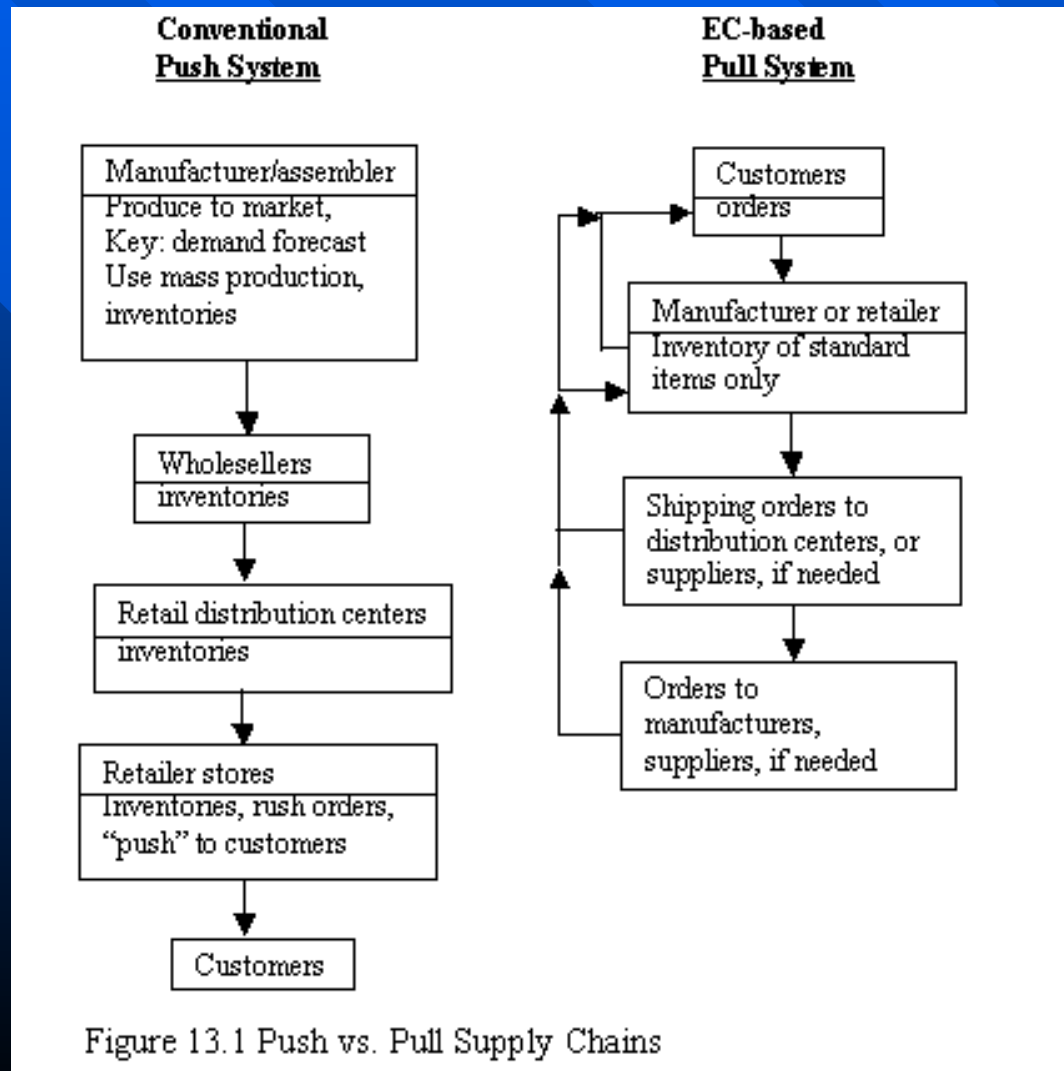 Conventional
Push System
Manufacturer/assembler
Produce to market,
Key: demand forecast
Use mass production,
inventories
Wholesellers
inventories
Retail distribution centers
inventories
Retailer stores
Inventories, rush orders,
“push” to customers
Customers
EC-based
Pull System
Customers
orders
Manufacturer or retailer
Inventory of standard
items only
Shipping orders to
distribution centers, or
suppliers, if needed
Orders to
manufacturers,
suppliers, if needed
Figure 13.1 Push vs. Pull Supply Chains